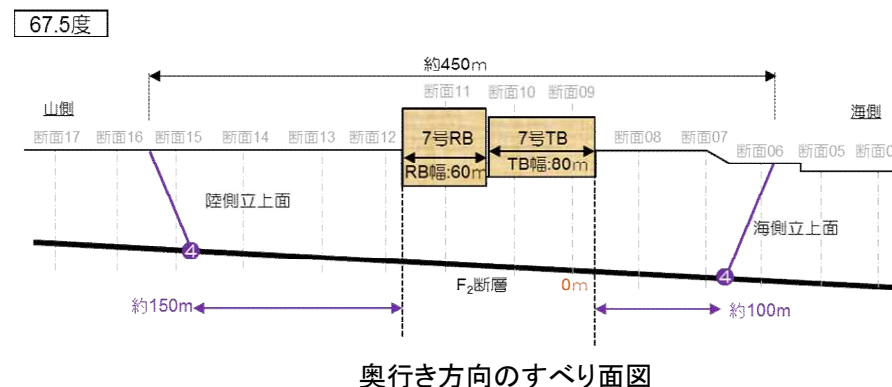 67.5度
約450m
断面11
断面10
断面09
山側
海側
断面17
断面16
断面15
断面14
断面13
断面12
7号RB
7号TB
断面08
断面07
断面06
断面05
断面0
RB幅:60m
TB幅:80m
陸側立上面
海側立上面
④
④
F₂断層
0m
約150m
約100m
奥行き方向のすべり面図